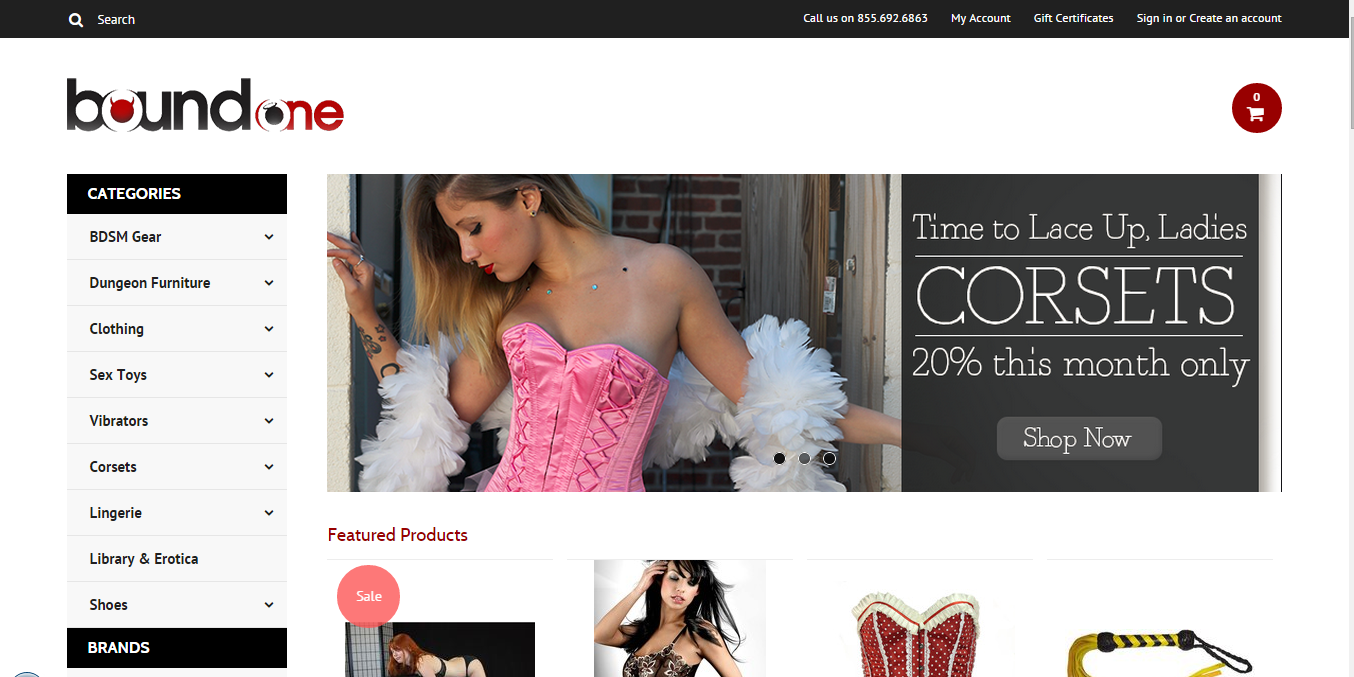 Search
Call us on 855.692.6863
My Account
Gift Certificates
Sign in or Create an account
boundone
0
CATEGORIES
BDSM Gear
Dungeon Furniture
Clothing
Sex Toys
Vibrators
Corsets
Lingerie
Library & Erotica
Shoes
BRANDS
Time to Lace Up, Ladies
CORSETS
20% this month only
Shop Now
Featured Products
Sale